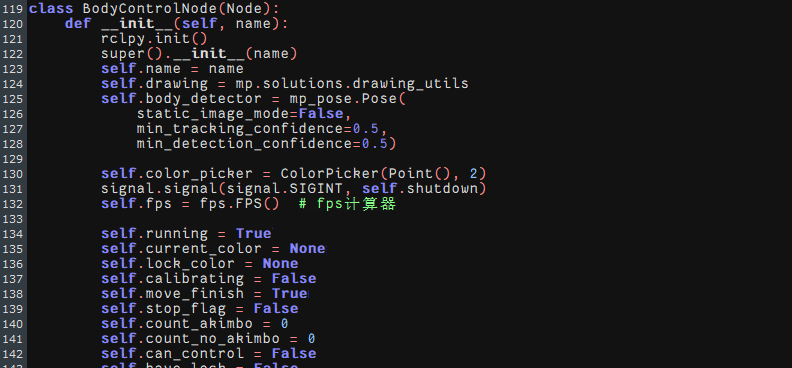 119 class BodyControlNode(Node):
120     def __init__(self, name):
121         rclpy.init()
122         super().__init__(name)
123         self.name = name
124         self.drawing = mp.solutions.drawing_utils
125         self.body_detector = mp_pose.Pose(
126             static_image_mode=False,
127             min_tracking_confidence=0.5,
128             min_detection_confidence=0.5)
129
130         self.color_picker = ColorPicker(Point(), 2)
131         signal.signal(signal.SIGINT, self.shutdown)
132         self.fps = fps.FPS()  # fps计算器
133
134         self.running = True
135         self.current_color = None
136         self.lock_color = None
137         self.calibrating = False
138         self.move_finish = True
139         self.stop_flag = False
140         self.count_akimbo = 0
141         self.count_no_akimbo = 0
142         self.can_control = False